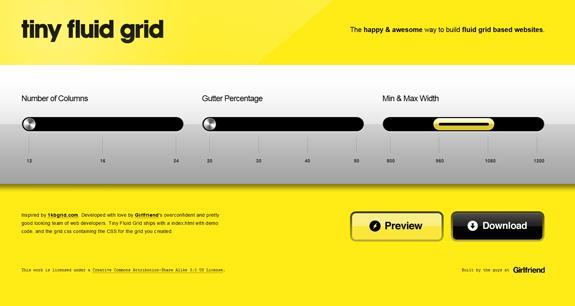 tiny fluid grid
The happy & awesome way to build fluid grid based websites.
Number of Columns
Gutter Percentage
Min & Max Width
12 16 24
20 30 40 50
800 960 1080 1200
Inspired by 1kbgrid.com. Developed with love by Girlfriend's overconfident and pretty
good looking team of web developers. Tiny Fluid Grid ships with a index.html with demo
code, and the grid.css containing the CSS for the grid you created.
Preview
Download
This work is licensed under a Creative Commons Attribution-Share Alike 3.0 US License.
Built by the guys at Girlfriend